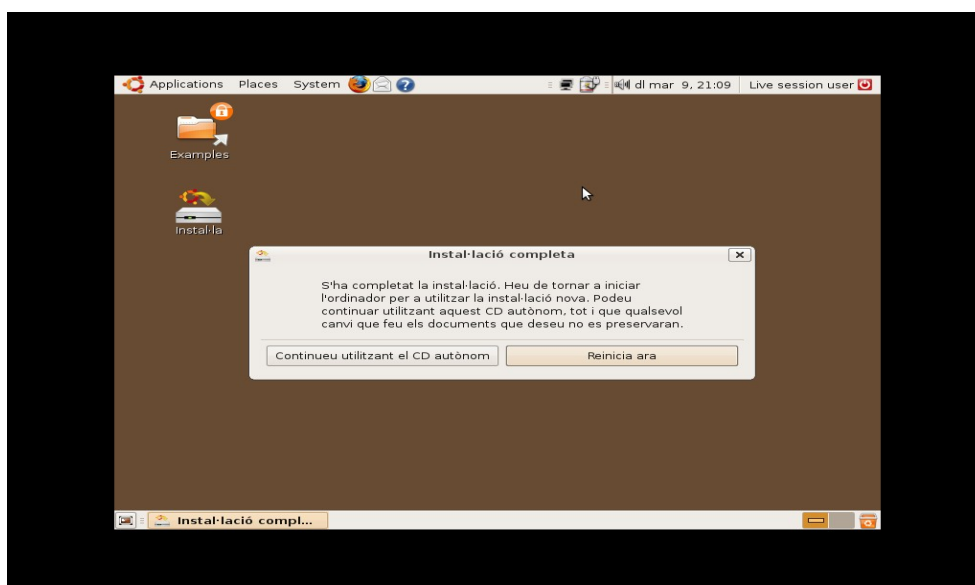 Applications Places System dl mar 9, 21:09 Live session user
Examples
Instal·la
Instal·lació completa
S'ha completat la instal·lació. Heu de tornar a iniciar
l'ordinador per a utilitzar la instal·lació nova. Podeu
continuar utilitzant aquest CD autònom, tot i que qualsevol
canvi que feu els documents que deseu no es preservaran.
Continueu utilitzant el CD autònom Reinicia ara
Instal·lació compl...